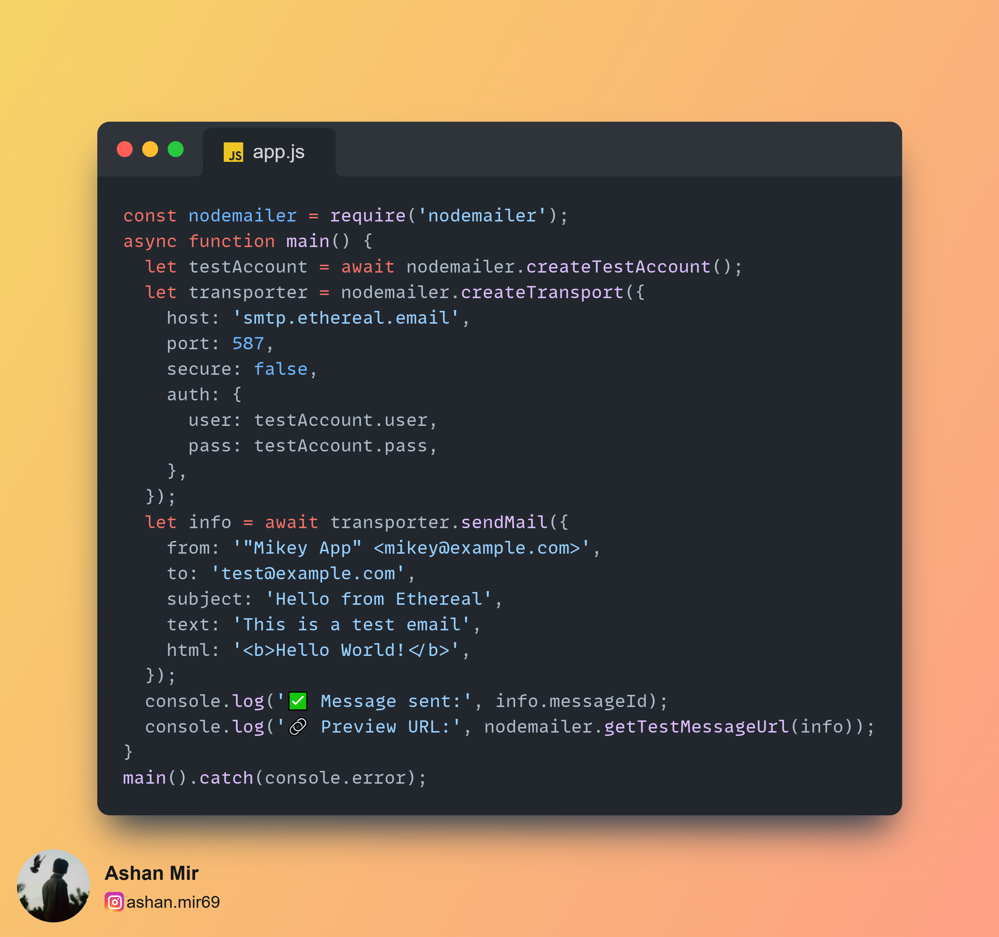 JS app.js
const nodemailer = require('nodemailer');
async function main() {
  let testAccount = await nodemailer.createTestAccount();
  let transporter = nodemailer.createTransport({
    host: 'smtp.ethereal.email',
    port: 587,
    secure: false,
    auth: {
      user: testAccount.user,
      pass: testAccount.pass,
    },
  });
  let info = await transporter.sendMail({
    from: '"Mikey App" <mikey@example.com>',
    to: 'test@example.com',
    subject: 'Hello from Ethereal',
    text: 'This is a test email',
    html: '<b>Hello World!</b>',
  });
  console.log('✅ Message sent:', info.messageId);
  console.log('🔗 Preview URL:', nodemailer.getTestMessageUrl(info));
}
main().catch(console.error);
Ashan Mir
ashan.mir69